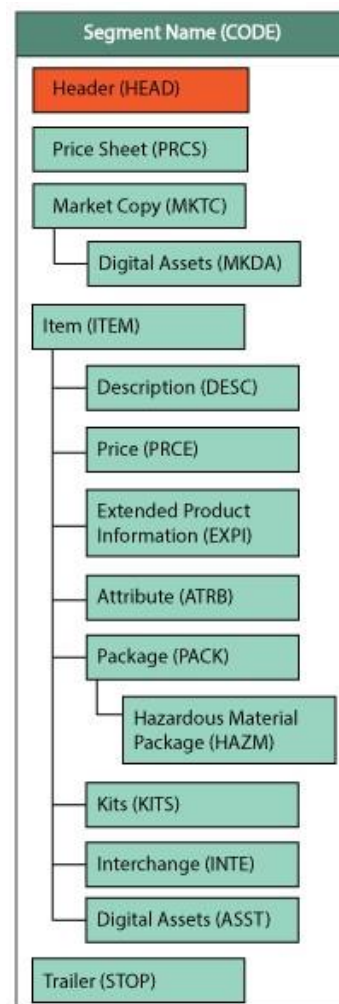 Segment Name (CODE)
Header (HEAD)
Price Sheet (PRCS)
Market Copy (MKTC)
Digital Assets (MKDA)
Item (ITEM)
Description (DESC)
Price (PRCE)
Extended Product
Information (EXPI)
Attribute (ATRB)
Package (PACK)
Hazardous Material
Package (HAZM)
Kits (KITS)
Interchange (INTE)
Digital Assets (ASST)
Trailer (STOP)